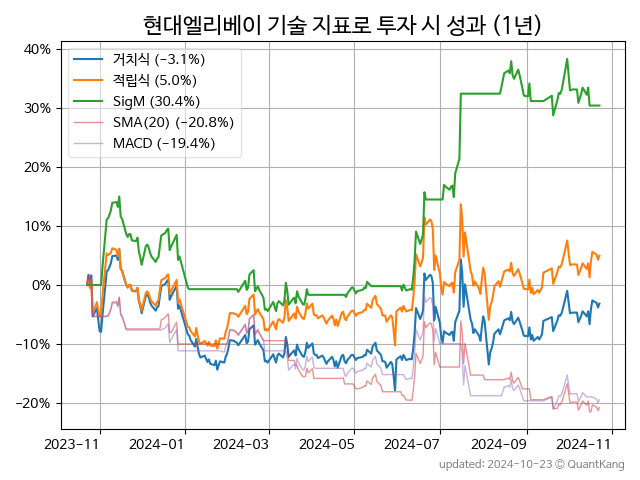 현대엘리베이 기술 지표로 투자 시 성과 (1년)
거치식 (−3.1%)
적립식 (5.0%)
SigM (30.4%)
SMA(20) (−20.8%)
MACD (−19.4%)
40%
30%
20%
10%
0%
−10%
−20%
2023-11 2024-01 2024-03 2024-05 2024-07 2024-09 2024-11
updated: 2024-10-23 © QuantKang